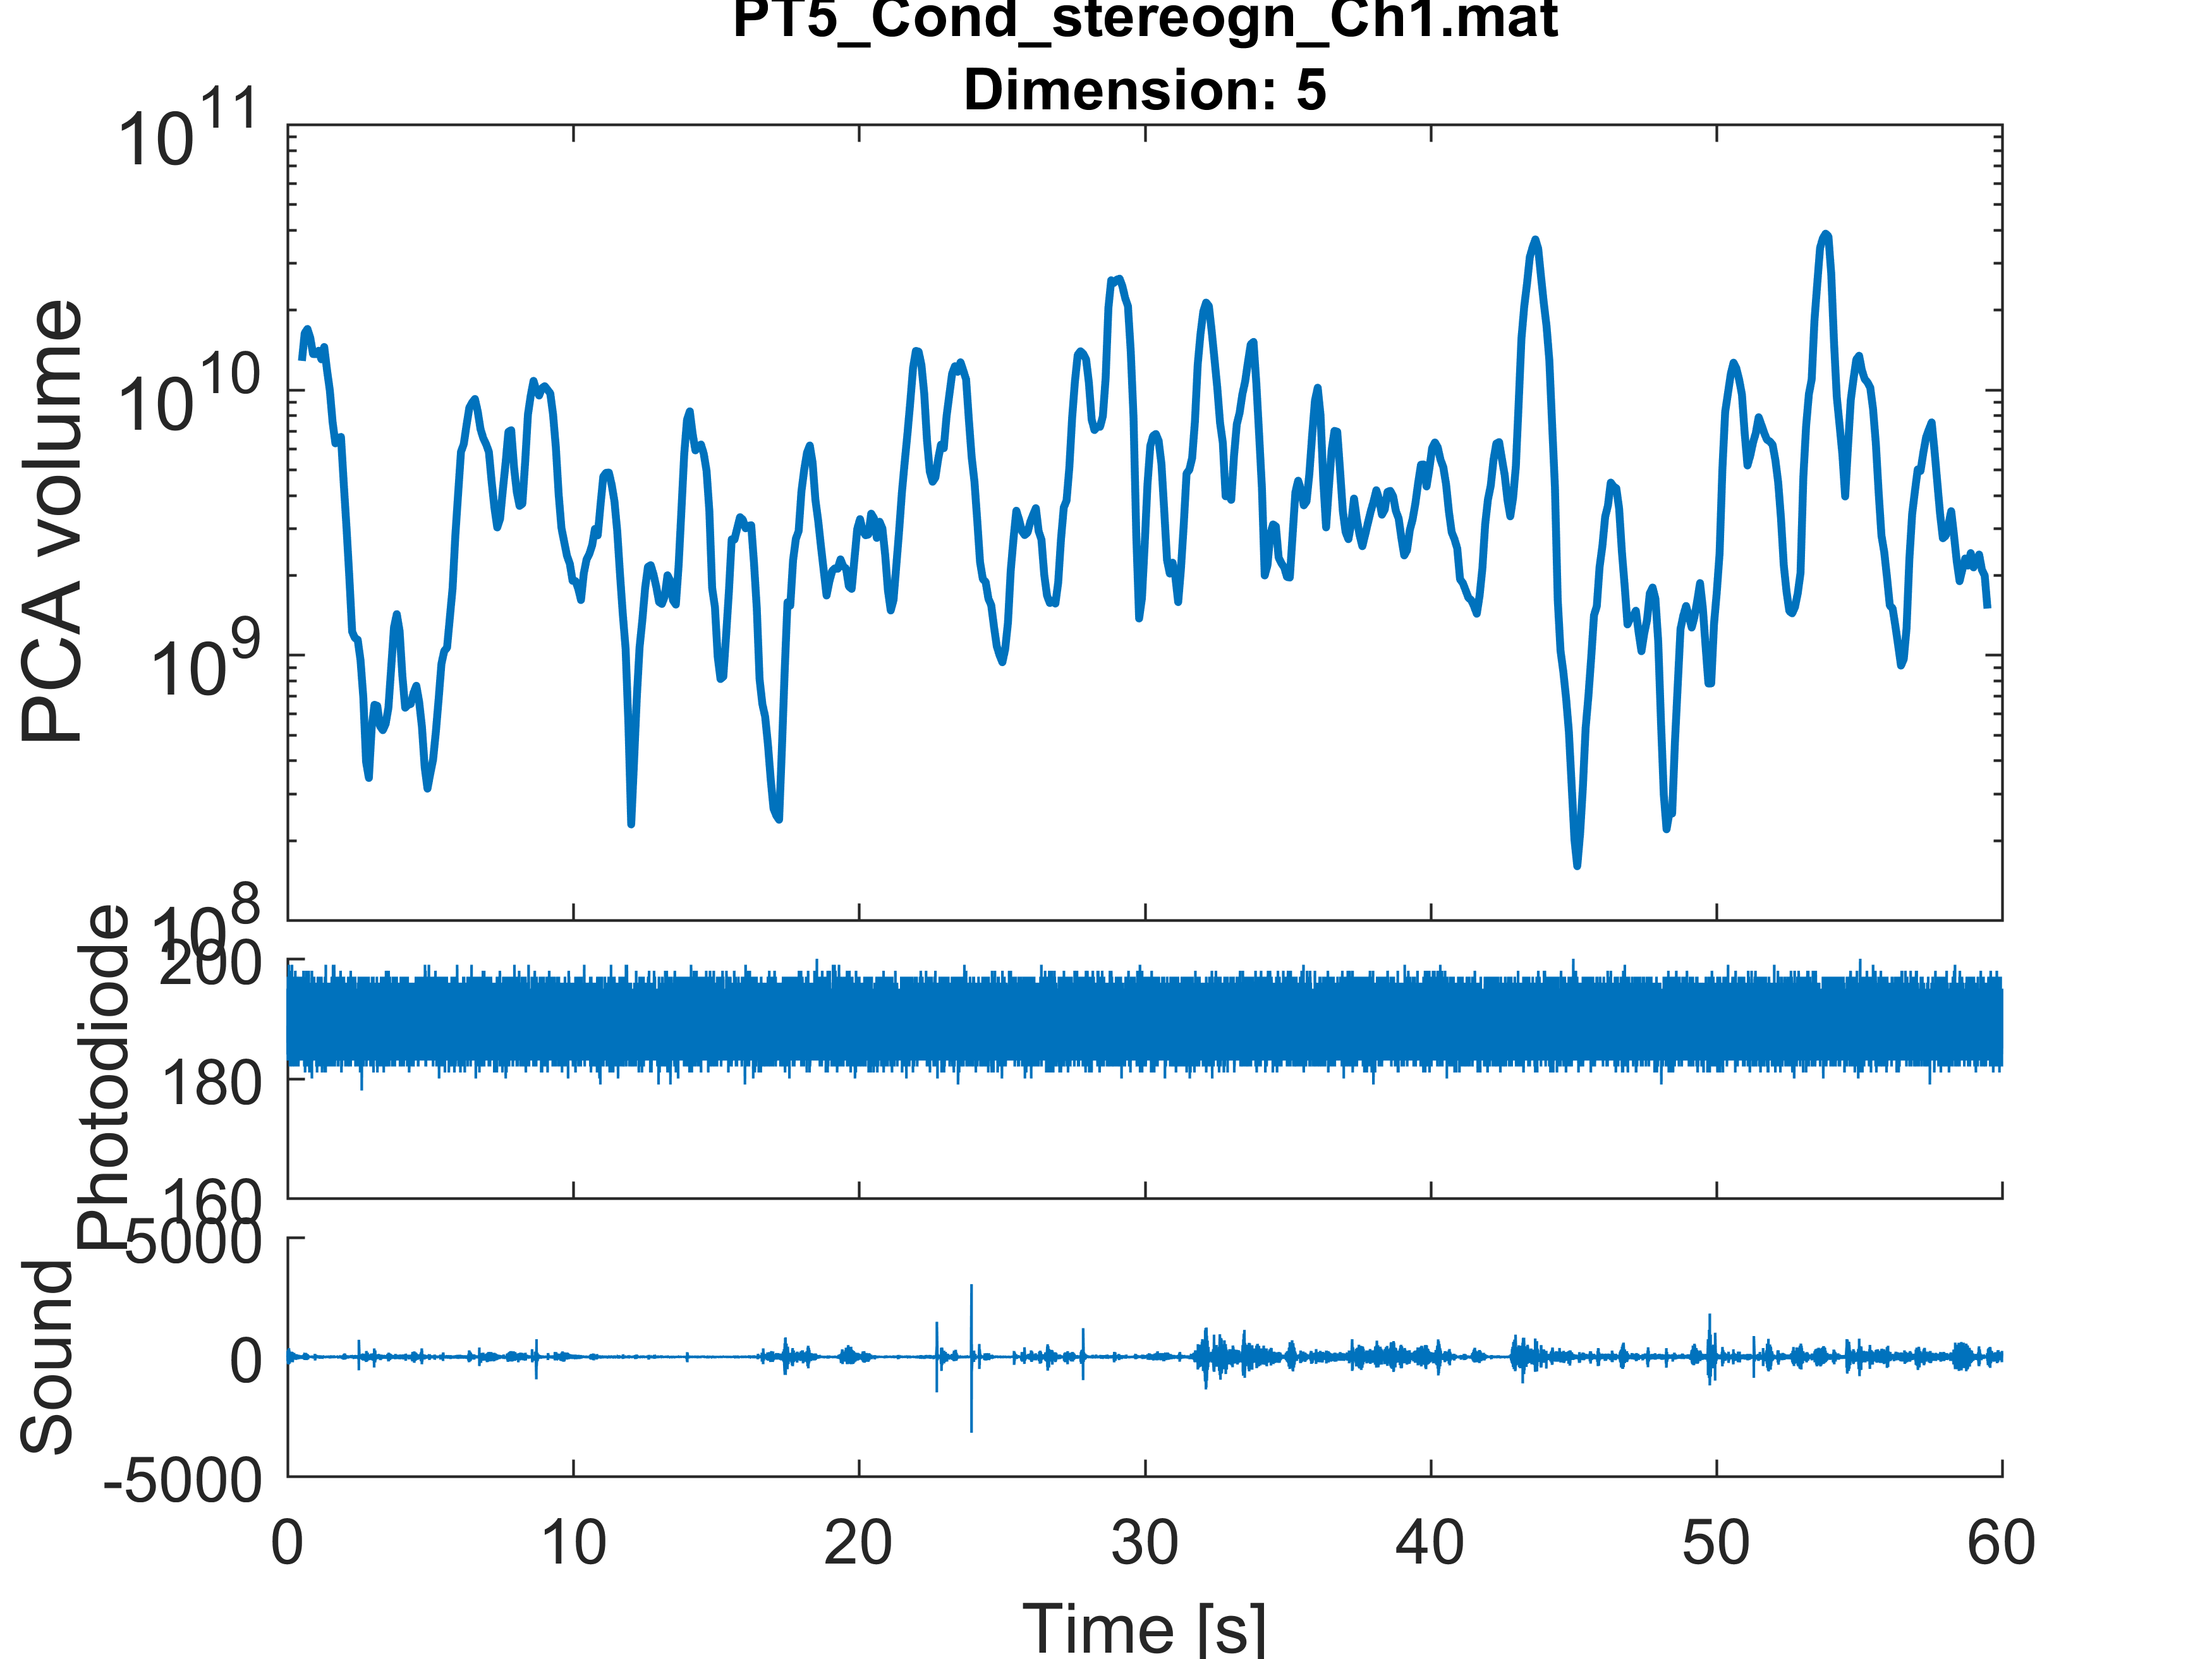 PT5_Cond_stereogn_Ch1.mat
Dimension: 5
PCA volume
10^11
10^10
10^9
10^8
Photodiode
200
180
160
Sound
5000
0
-5000
0 10 20 30 40 50 60
Time [s]